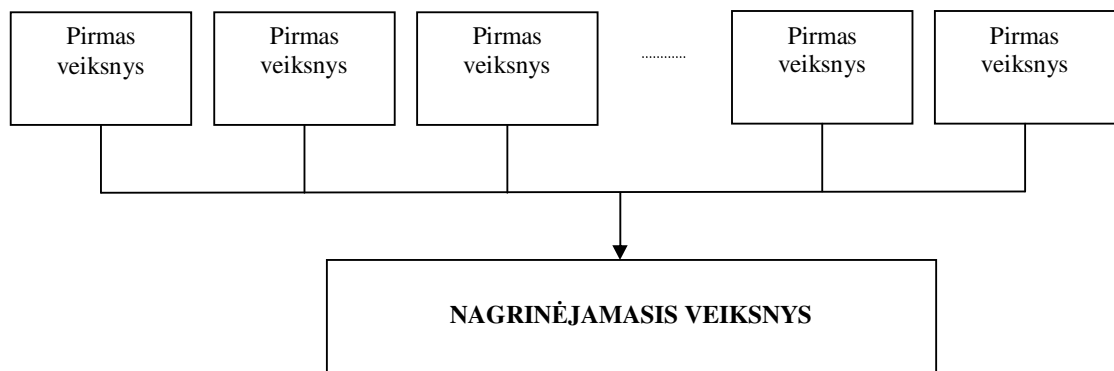 Pirmas
veiksnys
Pirmas
veiksnys
Pirmas
veiksnys
............
Pirmas
veiksnys
Pirmas
veiksnys
NAGRINĖJAMASIS VEIKSNYS